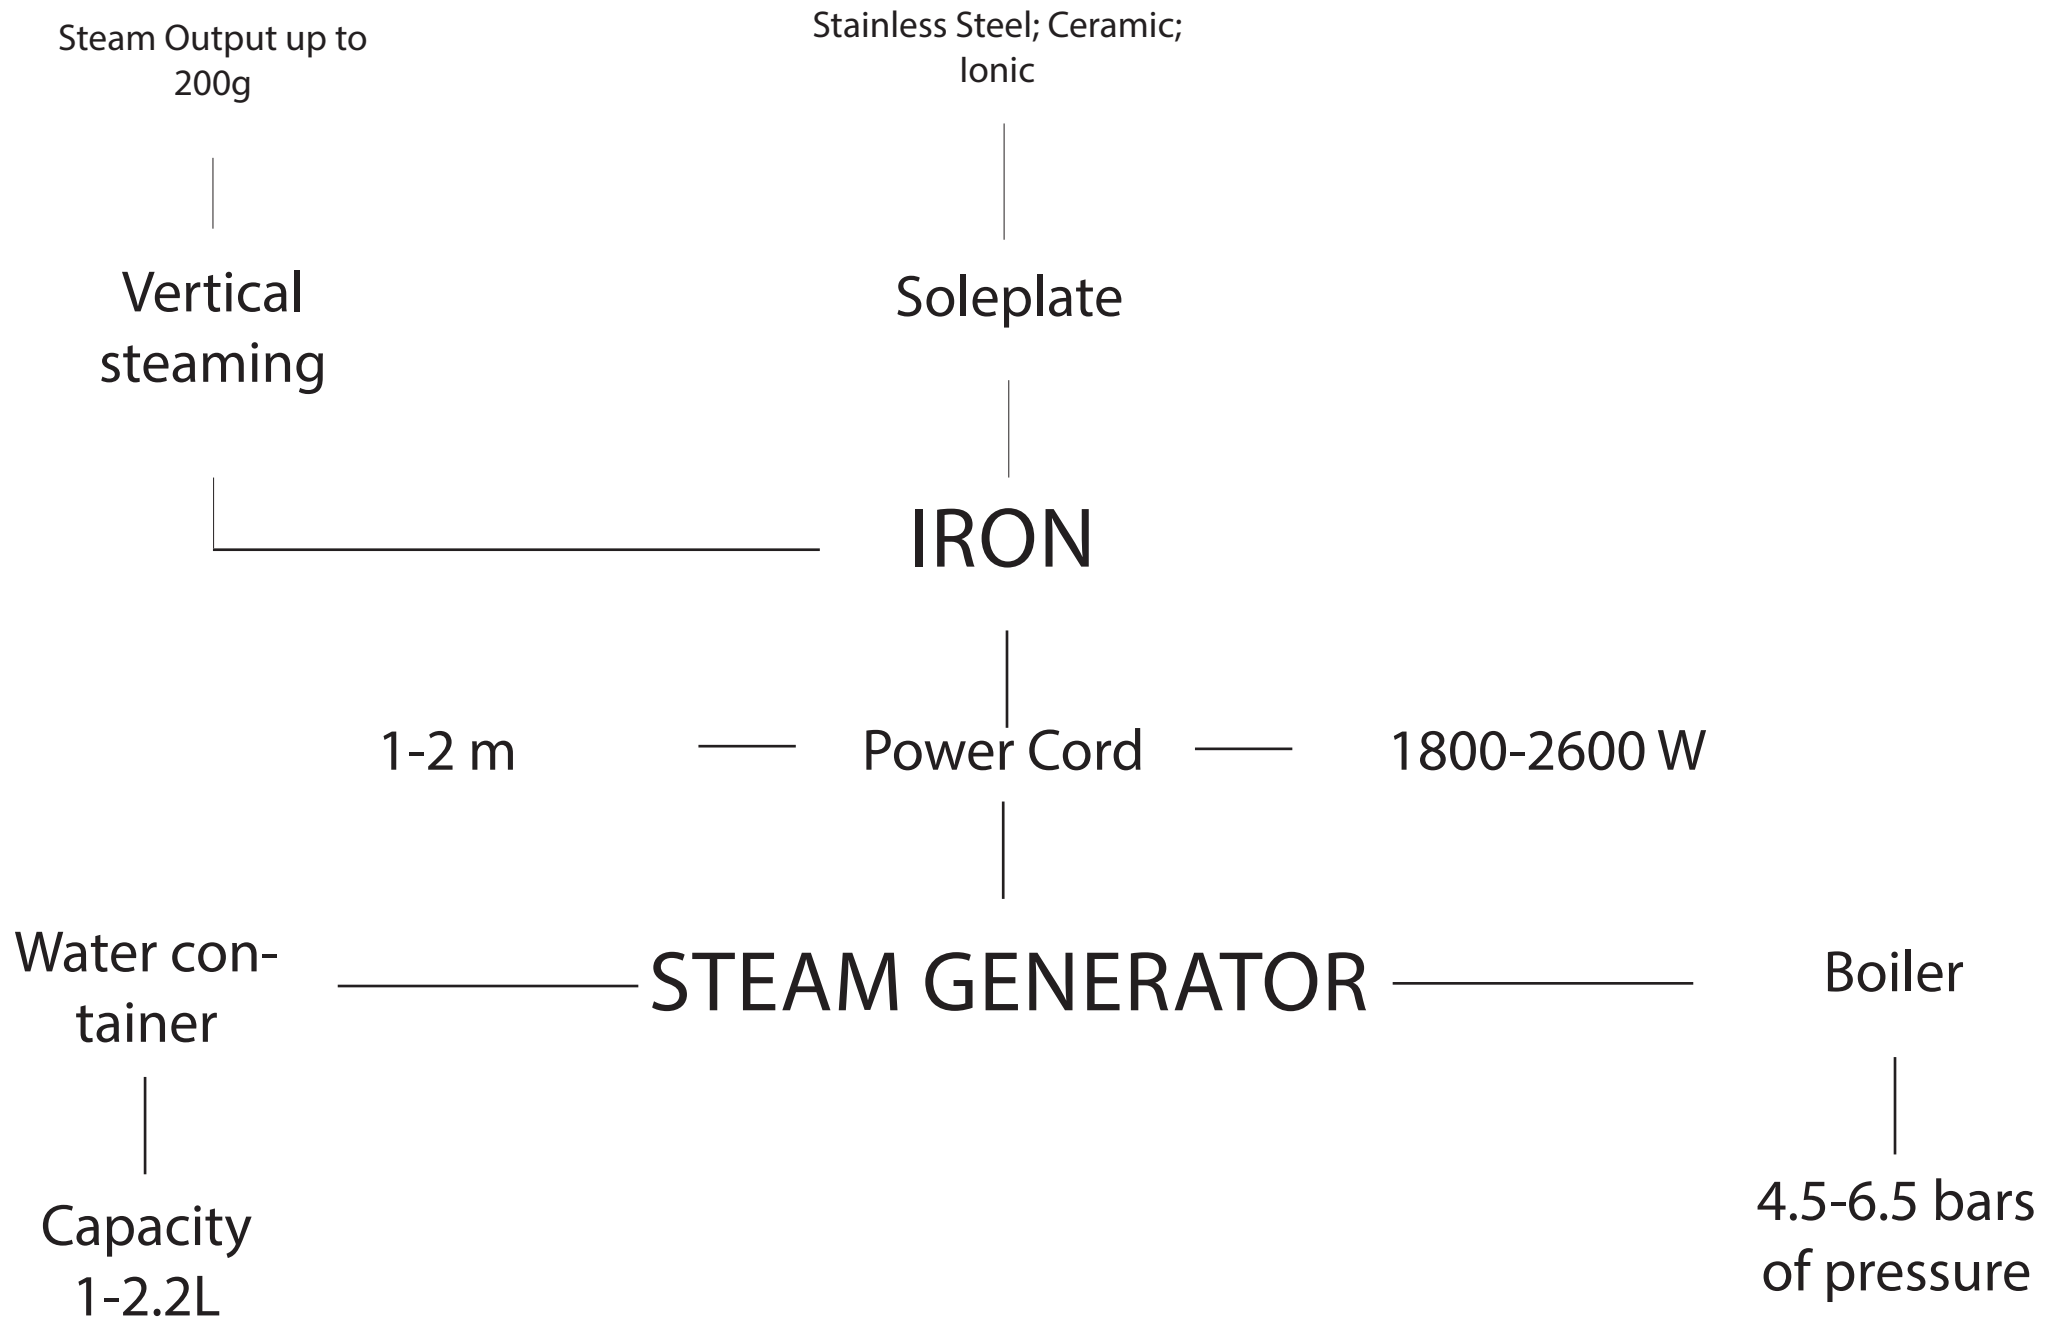 Steam Output up to
200g
Stainless Steel; Ceramic;
Ionic
Vertical
steaming
Soleplate
IRON
1-2 m
Power Cord
1800-2600 W
Water con-
tainer
STEAM GENERATOR
Boiler
Capacity
1-2.2L
4.5-6.5 bars
of pressure